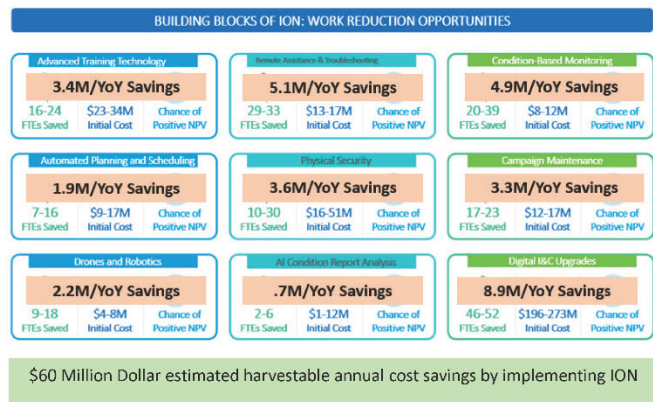 BUILDING BLOCKS OF ION: WORK REDUCTION OPPORTUNITIES
Advanced Training Technology
3.4M/YoY Savings
16-24
FTEs Saved
$23-34M
Initial Cost
Chance of
Positive NPV
Remote Assistance & Troubleshooting
5.1M/YoY Savings
29-33
FTEs Saved
$13-17M
Initial Cost
Chance of
Positive NPV
Condition-Based Monitoring
4.9M/YoY Savings
20-39
FTEs Saved
$8-12M
Initial Cost
Chance of
Positive NPV
Automated Planning and Scheduling
1.9M/YoY Savings
7-16
FTEs Saved
$9-17M
Initial Cost
Chance of
Positive NPV
Physical Security
3.6M/YoY Savings
10-30
FTEs Saved
$16-51M
Initial Cost
Chance of
Positive NPV
Campaign Maintenance
3.3M/YoY Savings
17-23
FTEs Saved
$12-17M
Initial Cost
Chance of
Positive NPV
Drones and Robotics
2.2M/YoY Savings
9-18
FTEs Saved
$4-8M
Initial Cost
Chance of
Positive NPV
AI Condition Report Analysis
.7M/YoY Savings
2-6
FTEs Saved
$1-12M
Initial Cost
Chance of
Positive NPV
Digital I&C Upgrades
8.9M/YoY Savings
46-52
FTEs Saved
$196-273M
Initial Cost
Chance of
Positive NPV
$60 Million Dollar estimated harvestable annual cost savings by implementing ION